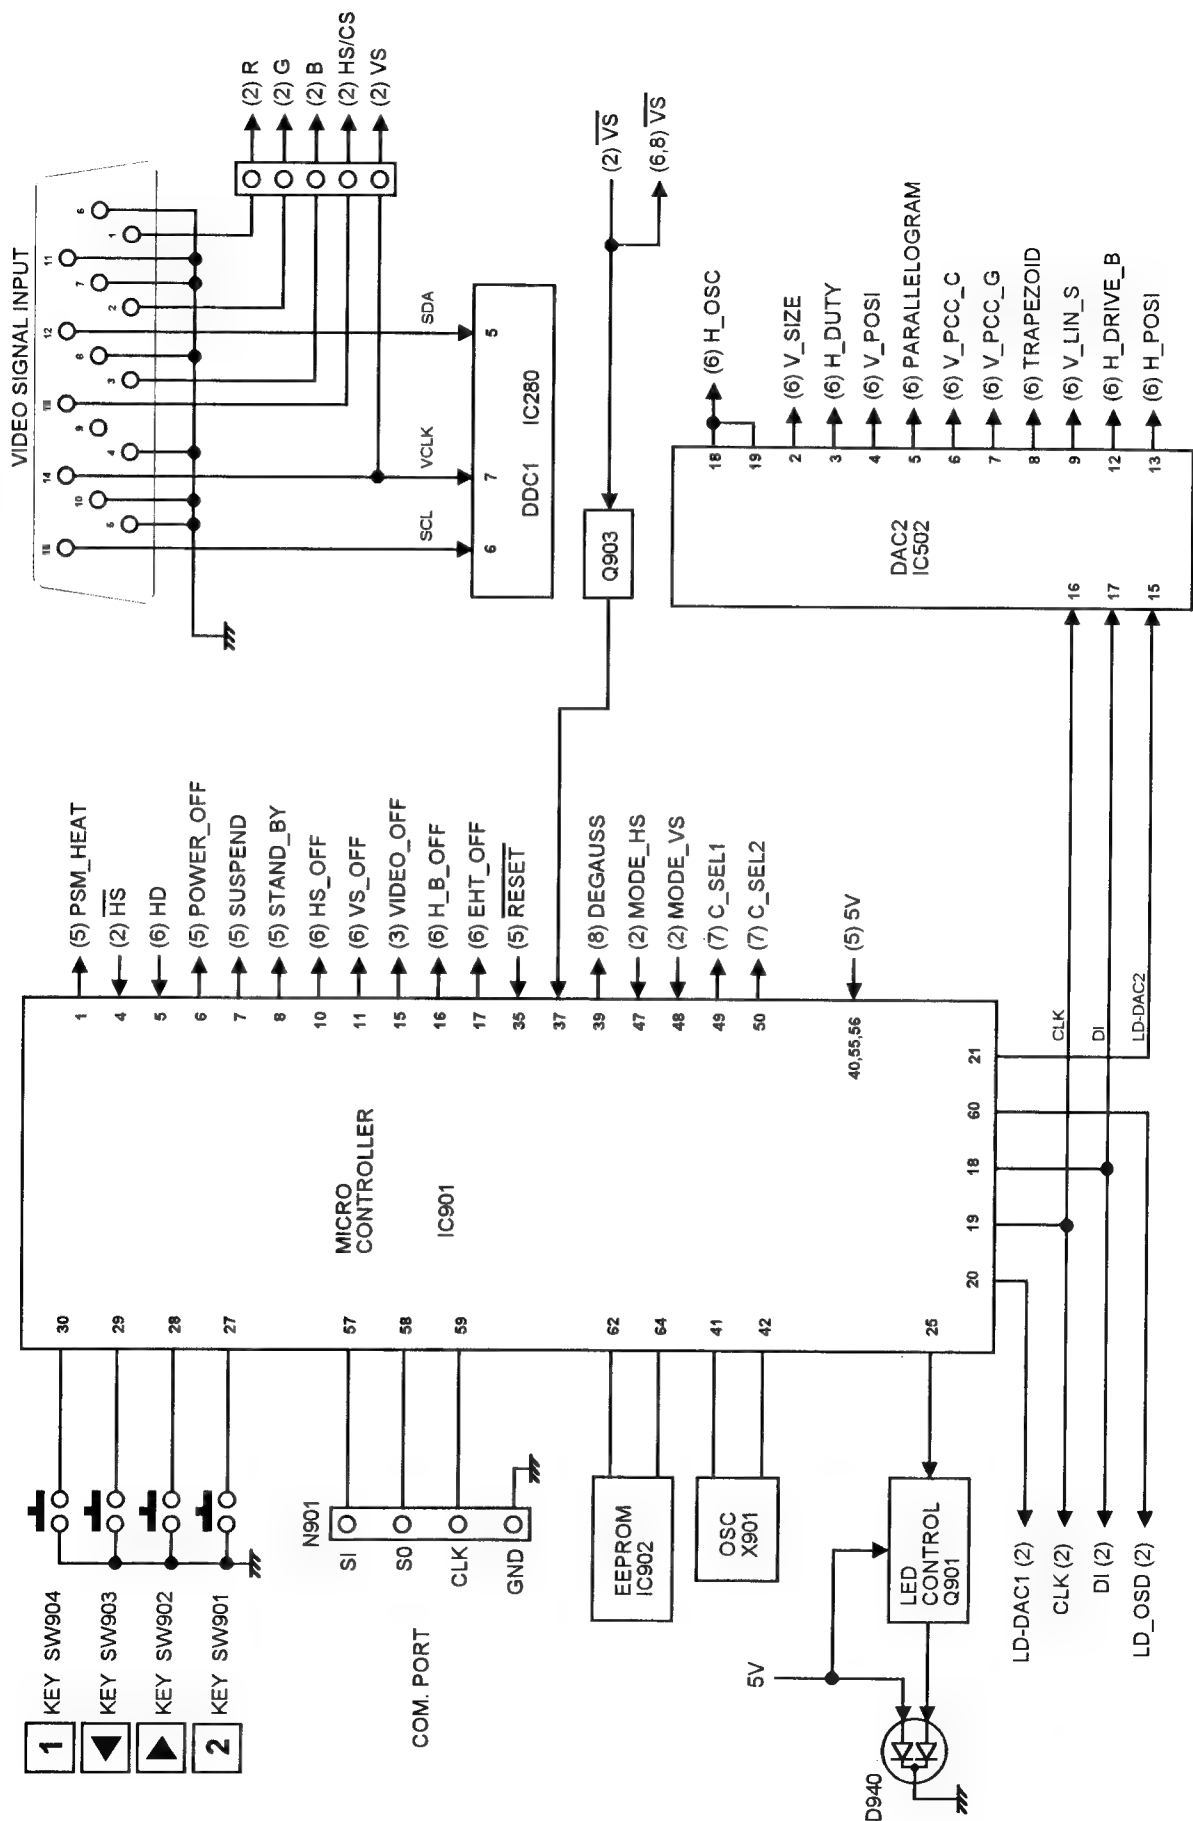 VIDEO SIGNAL INPUT
6
1
11
7
2
12
8
3
13
9
4
14
10
5
15
(2) R
(2) G
(2) B
(2) HS/CS
(2) VS
SDA
VCLK
SCL
5
7
6
DDC1 IC280
(2) VS
(6,8) VS
Q903
(6) H_OSC
(6) V_SIZE
(6) H_DUTY
(6) V_POSI
(6) PARALLELOGRAM
(6) V_PCC_C
(6) V_PCC_G
(6) TRAPEZOID
(6) V_LIN_S
(6) H_DRIVE_B
(6) H_POSI
18
19
2
3
4
5
6
7
8
9
12
13
DAC2
IC502
16
17
15
(5) PSM_HEAT
(2) HS
(6) HD
(5) POWER_OFF
(5) SUSPEND
(5) STAND_BY
(6) HS_OFF
(6) VS_OFF
(3) VIDEO_OFF
(6) H_B_OFF
(6) EHT_OFF
(5) RESET
(8) DEGAUSS
(2) MODE_HS
(2) MODE_VS
(7) C_SEL1
(7) C_SEL2
(5) 5V
1
4
5
6
7
8
10
11
15
16
17
35
37
39
47
48
49
50
40,55,56
MICRO
CONTROLLER
IC901
21
60
18
19
20
CLK
DI
LD-DAC2
30
29
28
27
57
58
59
62
64
41
42
25
1 KEY SW904
KEY SW903
KEY SW902
2 KEY SW901
COM. PORT
N901
SI
S0
CLK
GND
EEPROM
IC902
OSC
X901
LED
CONTROL
Q901
5V
D940
LD-DAC1 (2)
CLK (2)
DI (2)
LD_OSD (2)